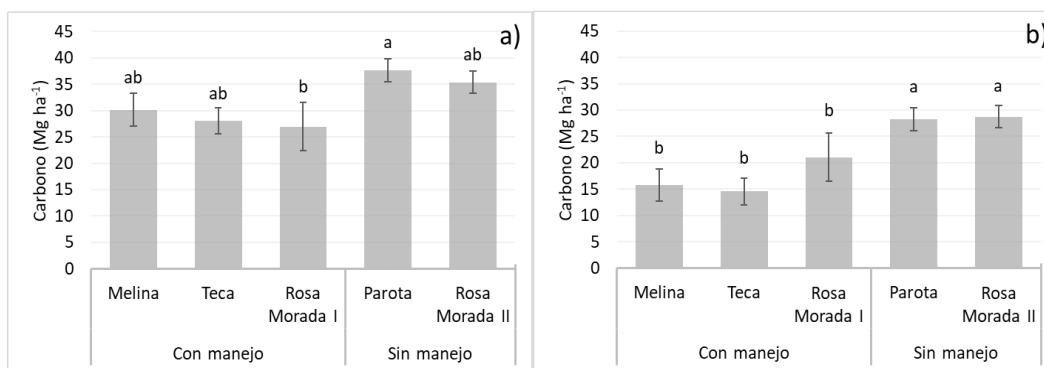 a)
Carbono (Mg ha⁻¹)
45
40
35
30
25
20
15
10
5
0
ab
ab
b
a
ab
Melina
Teca
Rosa
Morada I
Parota
Rosa
Morada II
Con manejo
Sin manejo
b)
Carbono (Mg ha⁻¹)
45
40
35
30
25
20
15
10
5
0
b
b
b
a
a
Melina
Teca
Rosa
Morada I
Parota
Rosa
Morada II
Con manejo
Sin manejo